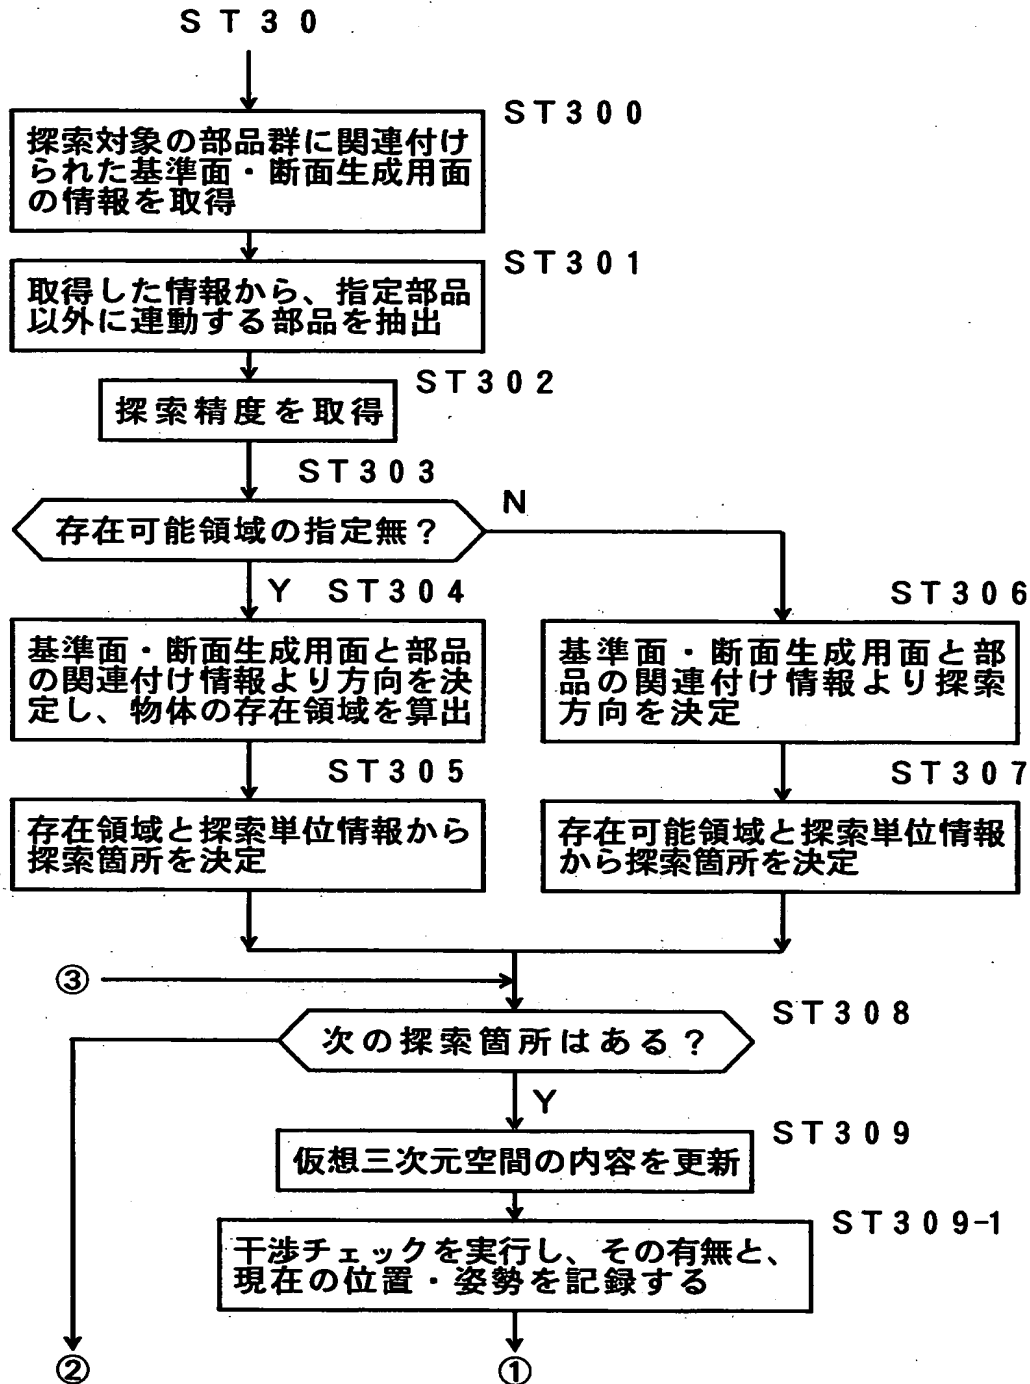 ST30
ST300
探索対象の部品群に関連付け
られた基準面・断面生成用面
の情報を取得
ST301
取得した情報から、指定部品
以外に連動する部品を抽出
ST302
探索精度を取得
ST303
存在可能領域の指定無？
N
Y
ST304
基準面・断面生成用面と部品
の関連付け情報より方向を決
定し、物体の存在領域を算出
ST306
基準面・断面生成用面と部
品の関連付け情報より探索
方向を決定
ST305
存在領域と探索単位情報から
探索箇所を決定
ST307
存在可能領域と探索単位情報
から探索箇所を決定
③
ST308
次の探索箇所はある？
Y
ST309
仮想三次元空間の内容を更新
ST309-1
干渉チェックを実行し、その有無と、
現在の位置・姿勢を記録する
②
①